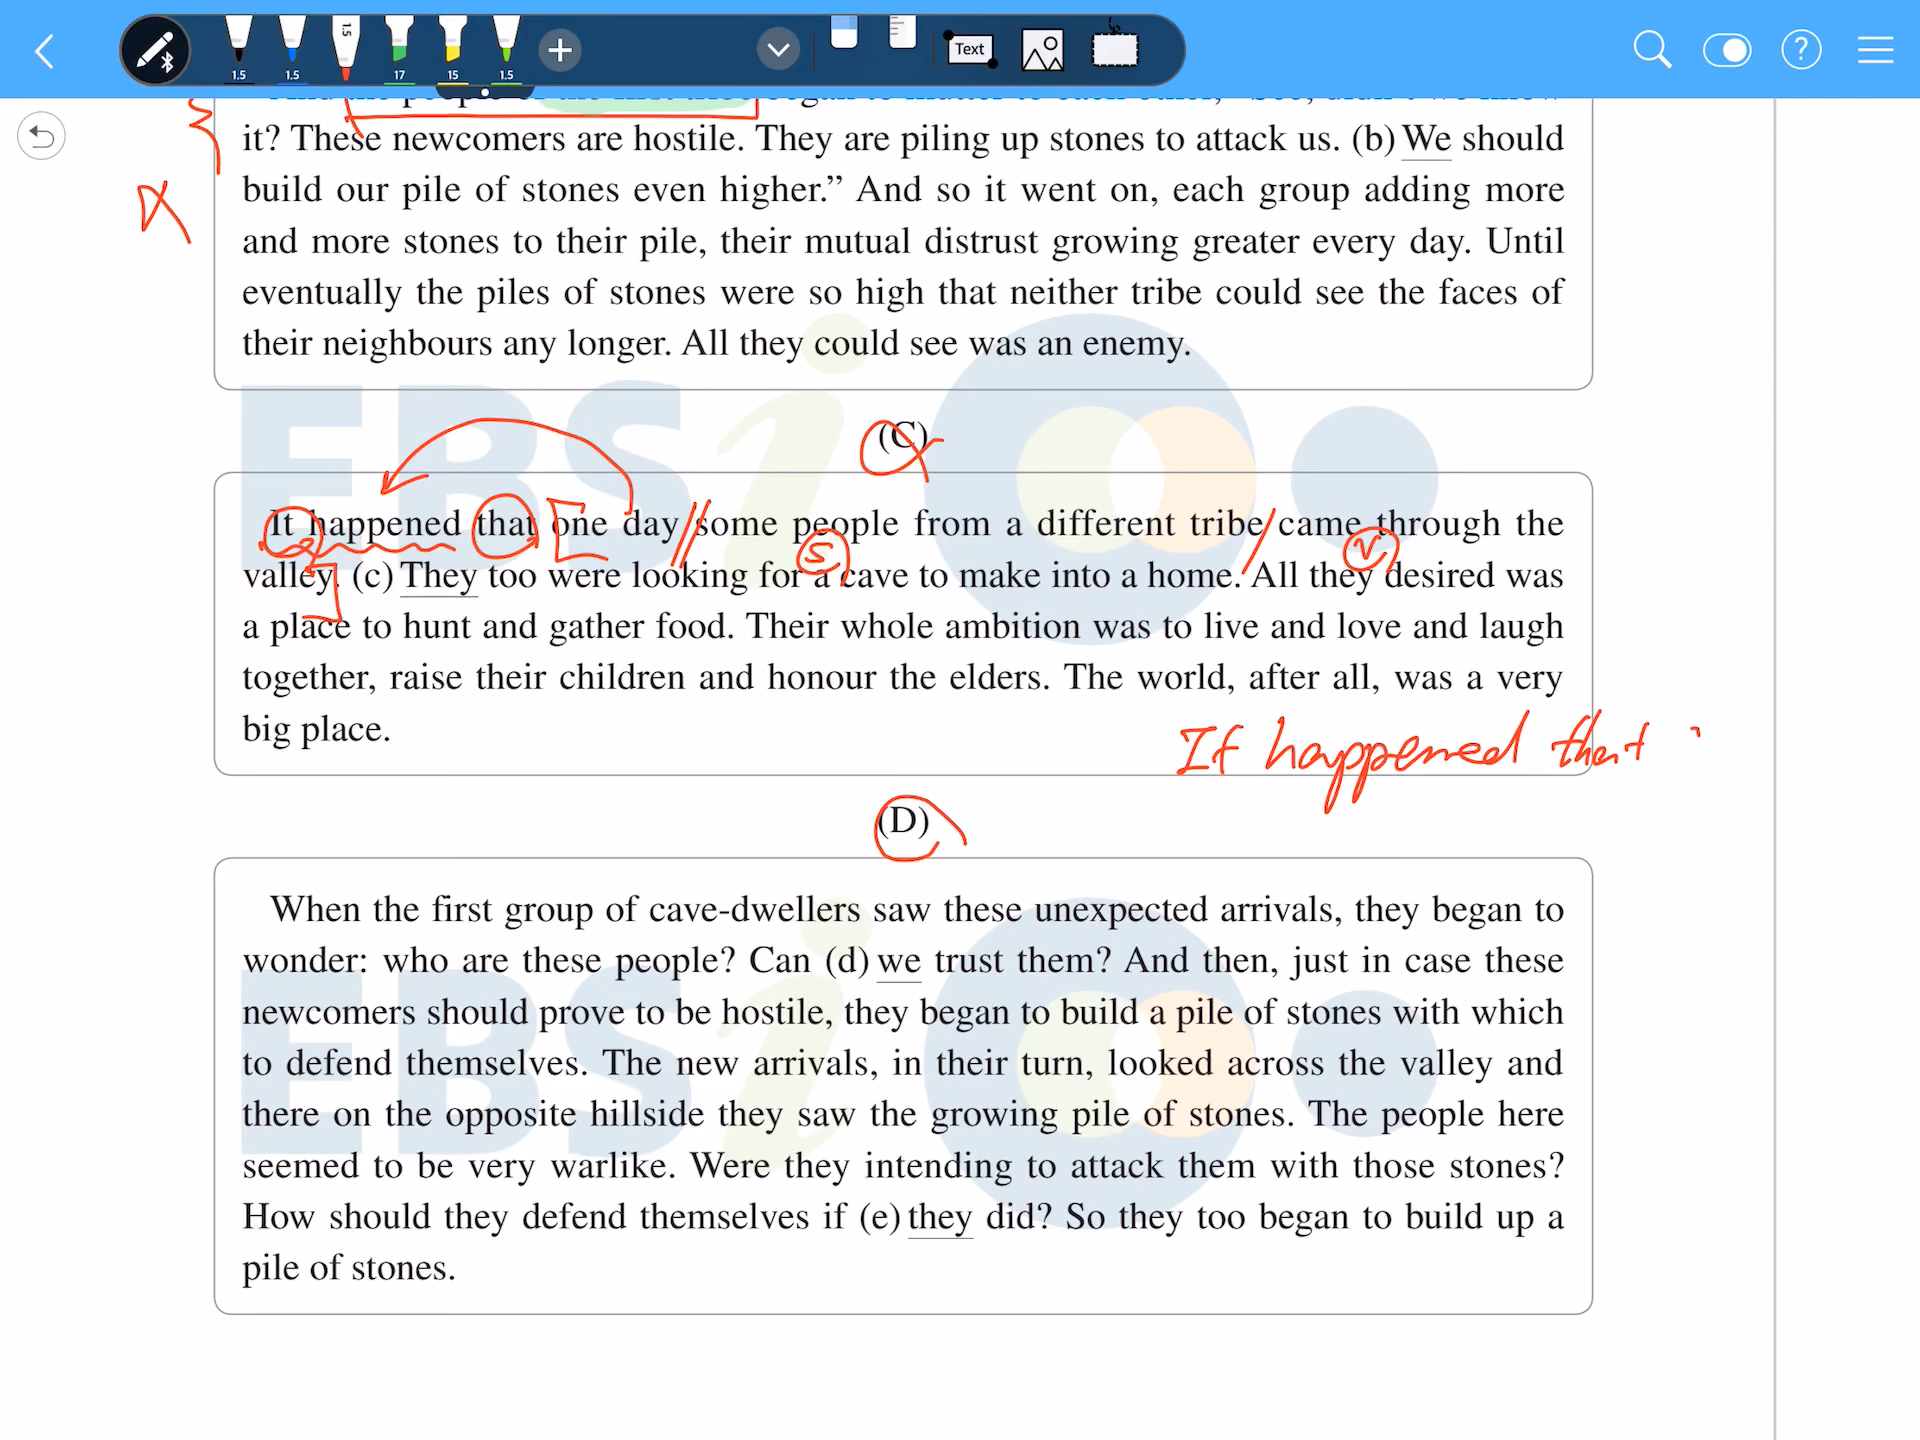 1.5
1.5
1.5
17
15
1.5
Text
it? These newcomers are hostile. They are piling up stones to attack us. (b) We should
build our pile of stones even higher.” And so it went on, each group adding more
and more stones to their pile, their mutual distrust growing greater every day. Until
eventually the piles of stones were so high that neither tribe could see the faces of
their neighbours any longer. All they could see was an enemy.
(C)
It happened that one day some people from a different tribe came through the
S V
valley. (c) They too were looking for a cave to make into a home. All they desired was
a place to hunt and gather food. Their whole ambition was to live and love and laugh
together, raise their children and honour the elders. The world, after all, was a very
big place.
It happened that
(D)
When the first group of cave-dwellers saw these unexpected arrivals, they began to
wonder: who are these people? Can (d) we trust them? And then, just in case these
newcomers should prove to be hostile, they began to build a pile of stones with which
to defend themselves. The new arrivals, in their turn, looked across the valley and
there on the opposite hillside they saw the growing pile of stones. The people here
seemed to be very warlike. Were they intending to attack them with those stones?
How should they defend themselves if (e) they did? So they too began to build up a
pile of stones.
EBSi
EBSi